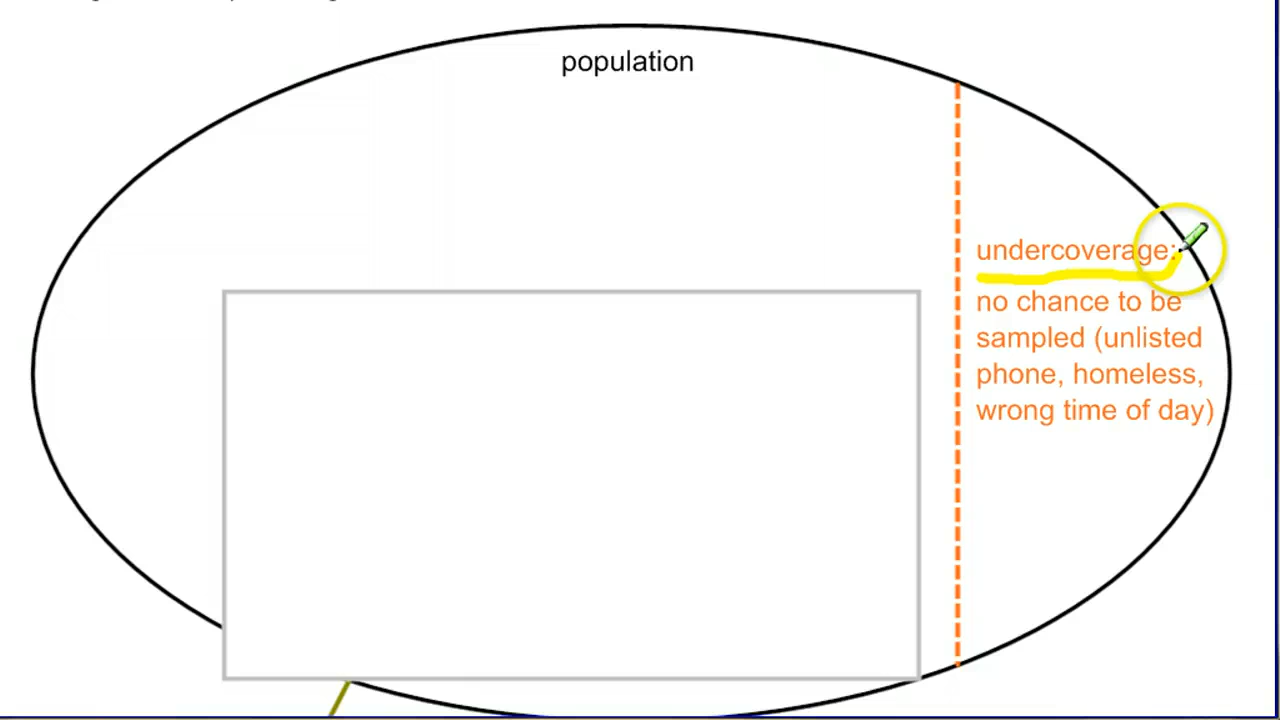 population
undercoverage:
no chance to be
sampled (unlisted
phone, homeless,
wrong time of day)